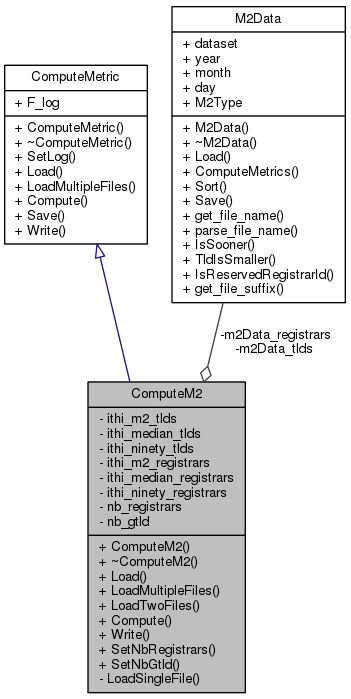 M2Data
+ dataset
+ year
+ month
+ day
+ M2Type
+ M2Data()
+ ~M2Data()
+ Load()
+ ComputeMetrics()
+ Sort()
+ Save()
+ get_file_name()
+ parse_file_name()
+ IsSooner()
+ TldIsSmaller()
+ IsReservedRegistrarId()
+ get_file_suffix()
ComputeMetric
+ F_log
+ ComputeMetric()
+ ~ComputeMetric()
+ SetLog()
+ Load()
+ LoadMultipleFiles()
+ Compute()
+ Save()
+ Write()
-m2Data_registrars
-m2Data_tlds
ComputeM2
- ithi_m2_tlds
- ithi_median_tlds
- ithi_ninety_tlds
- ithi_m2_registrars
- ithi_median_registrars
- ithi_ninety_registrars
- nb_registrars
- nb_gtld
+ ComputeM2()
+ ~ComputeM2()
+ Load()
+ LoadMultipleFiles()
+ LoadTwoFiles()
+ Compute()
+ Write()
+ SetNbRegistrars()
+ SetNbGtld()
- LoadSingleFile()